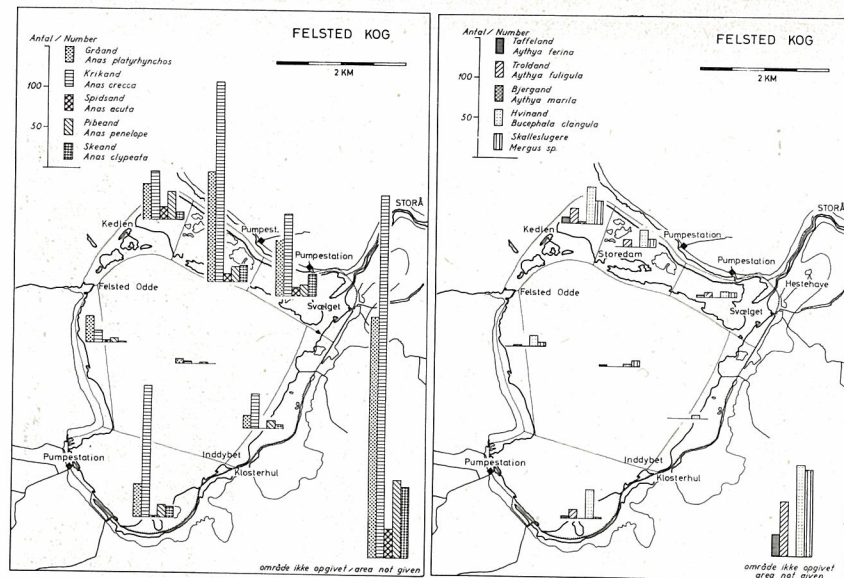 FELSTED KOG
2 KM
Antal / Number
100
50
Gråand
Anas platyrhynchos
Krikand
Anas crecca
Spidsand
Anas acuta
Pibeand
Anas penelope
Skeand
Anas clypeata
STORÅ
Kedlen
Pumpest.
Pumpestation
Felsted Odde
Svælget
Inddybet
Pumpestation
Klosterhul
område ikke opgivet / area not given
FELSTED KOG
2 KM
Antal / Number
100
50
Taffeland
Aythya ferina
Troldand
Aythya fuligula
Bjergand
Aythya marila
Hvinand
Bucephala clangula
Skalleslugere
Mergus sp.
STORÅ
Kedlen
Pumpestation
Storedam
Pumpestation
Hestehave
Felsted Odde
Svælget
Inddybet
Pumpestation
Klosterhul
område ikke opgivet
area not given